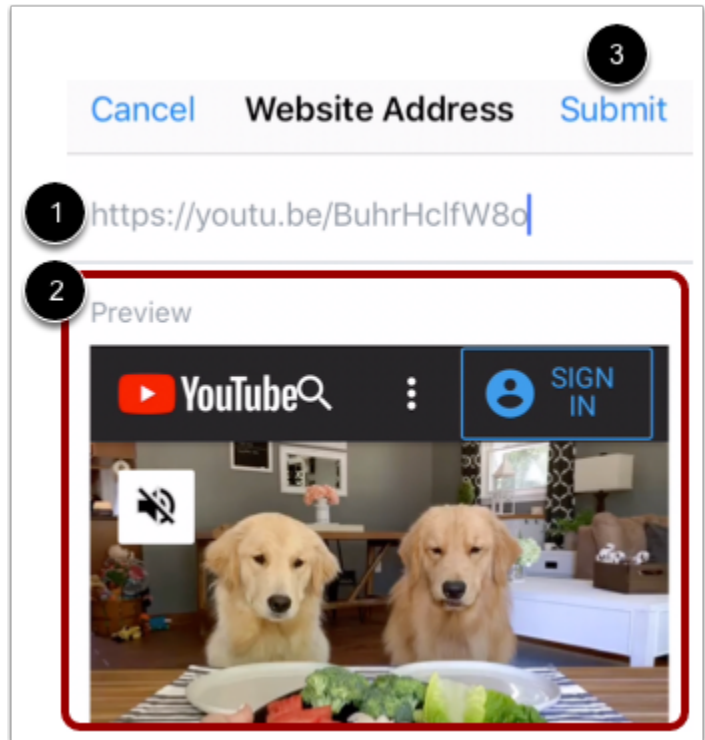 3
Cancel Website Address Submit
1 https://youtu.be/BuhrHclfW8o
2
Preview
YouTube SIGN
IN